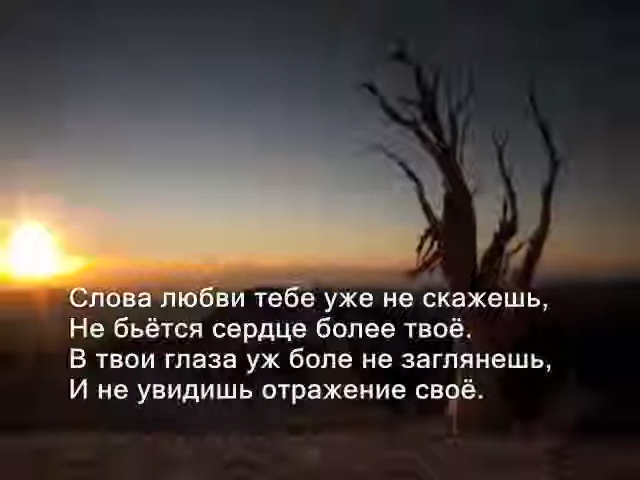 Слова любви тебе уже не скажешь,
Не бьётся сердце более твоё.
В твои глаза уж боле не заглянешь,
И не увидишь отражение своё.